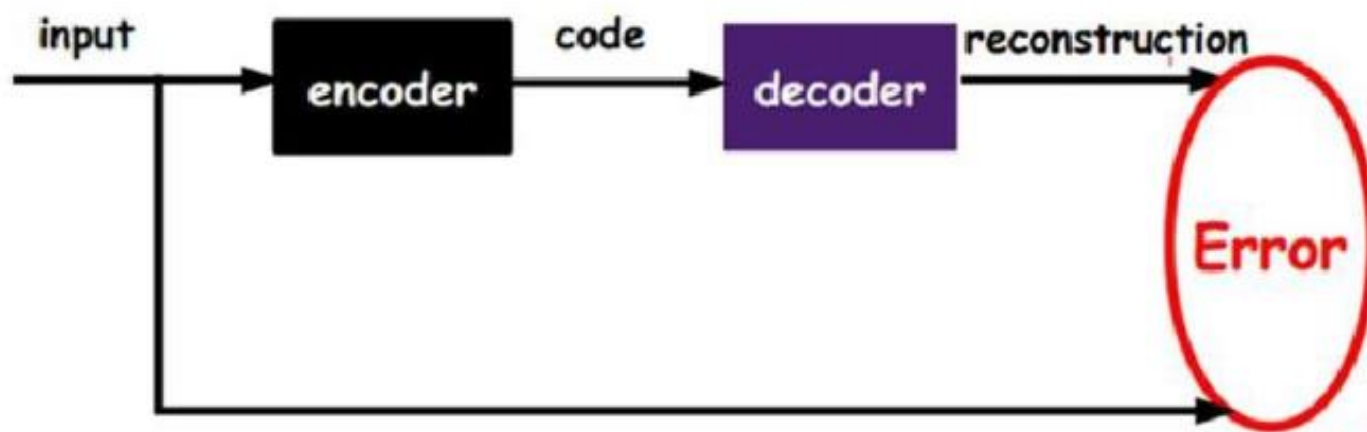 input
encoder
code
decoder
reconstruction
Error